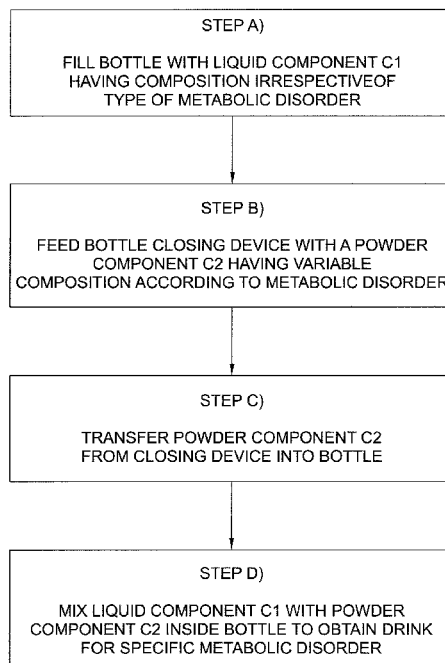 STEP A)
FILL BOTTLE WITH LIQUID COMPONENT C1
HAVING COMPOSITION IRRESPECTIVEOF
TYPE OF METABOLIC DISORDER
STEP B)
FEED BOTTLE CLOSING DEVICE WITH A POWDER
COMPONENT C2 HAVING VARIABLE
COMPOSITION ACCORDING TO METABOLIC DISORDER
STEP C)
TRANSFER POWDER COMPONENT C2
FROM CLOSING DEVICE INTO BOTTLE
STEP D)
MIX LIQUID COMPONENT C1 WITH POWDER
COMPONENT C2 INSIDE BOTTLE TO OBTAIN DRINK
FOR SPECIFIC METABOLIC DISORDER